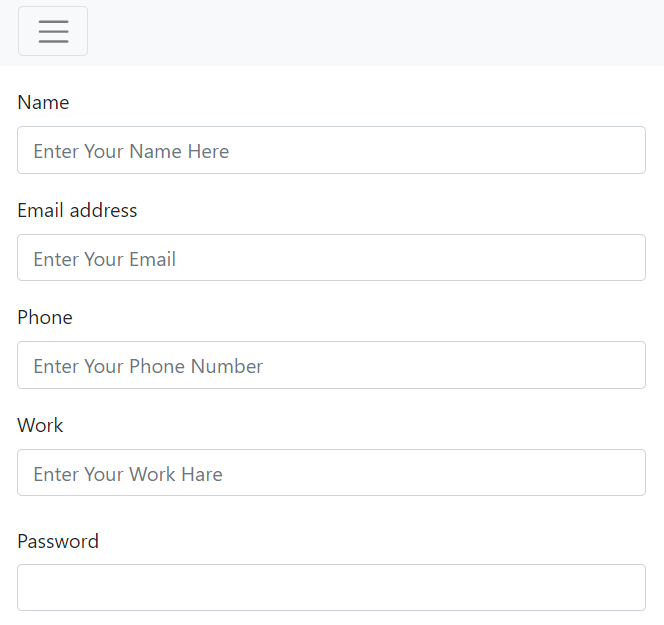 Name
Enter Your Name Here
Email address
Enter Your Email
Phone
Enter Your Phone Number
Work
Enter Your Work Hare
Password